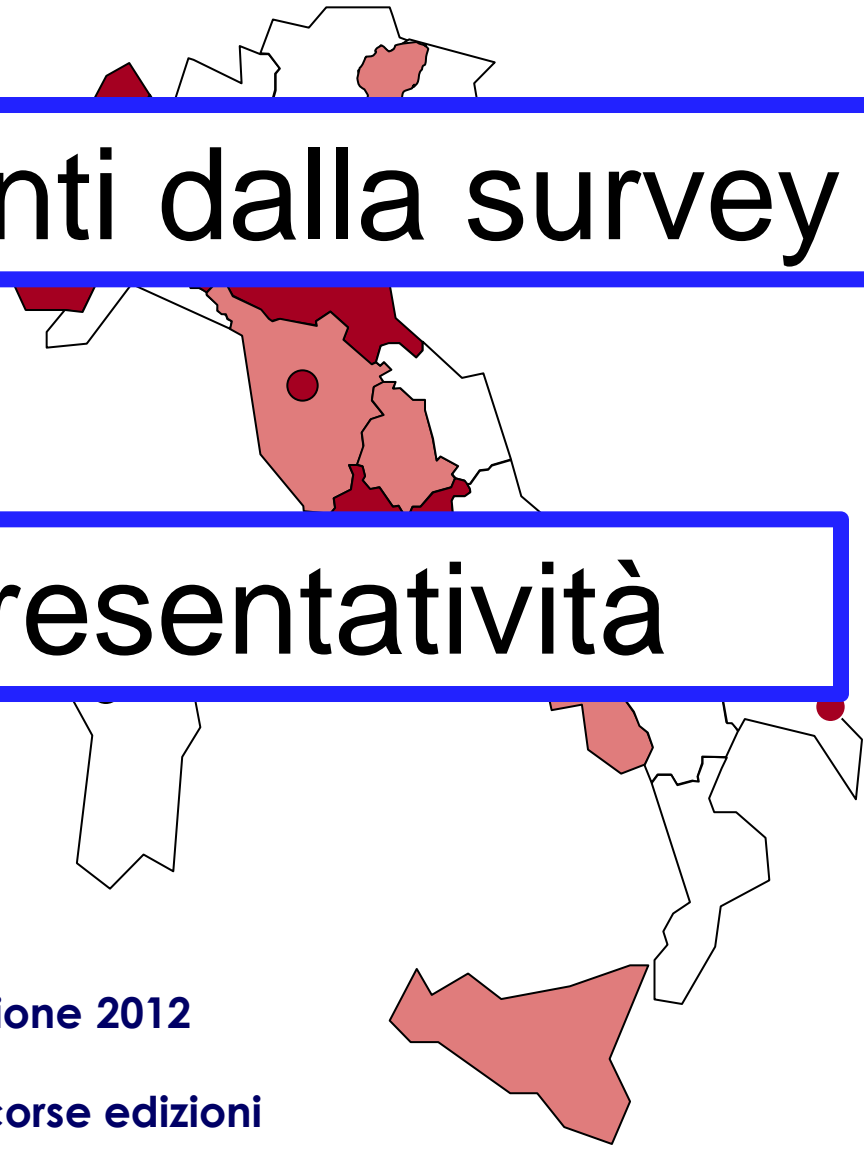 nti dalla survey
resentatività
ione 2012
corse edizioni